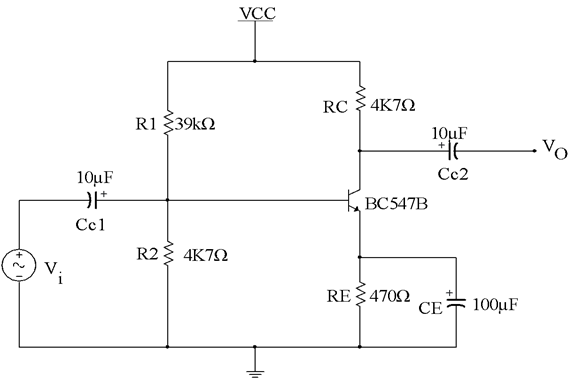 VCC
R1 39kΩ
RC 4K7Ω
10μF
+
Cc2
VO
10μF
+
Cc1
BC547B
R2 4K7Ω
+
~
−
Vi
RE 470Ω
+
CE 100μF